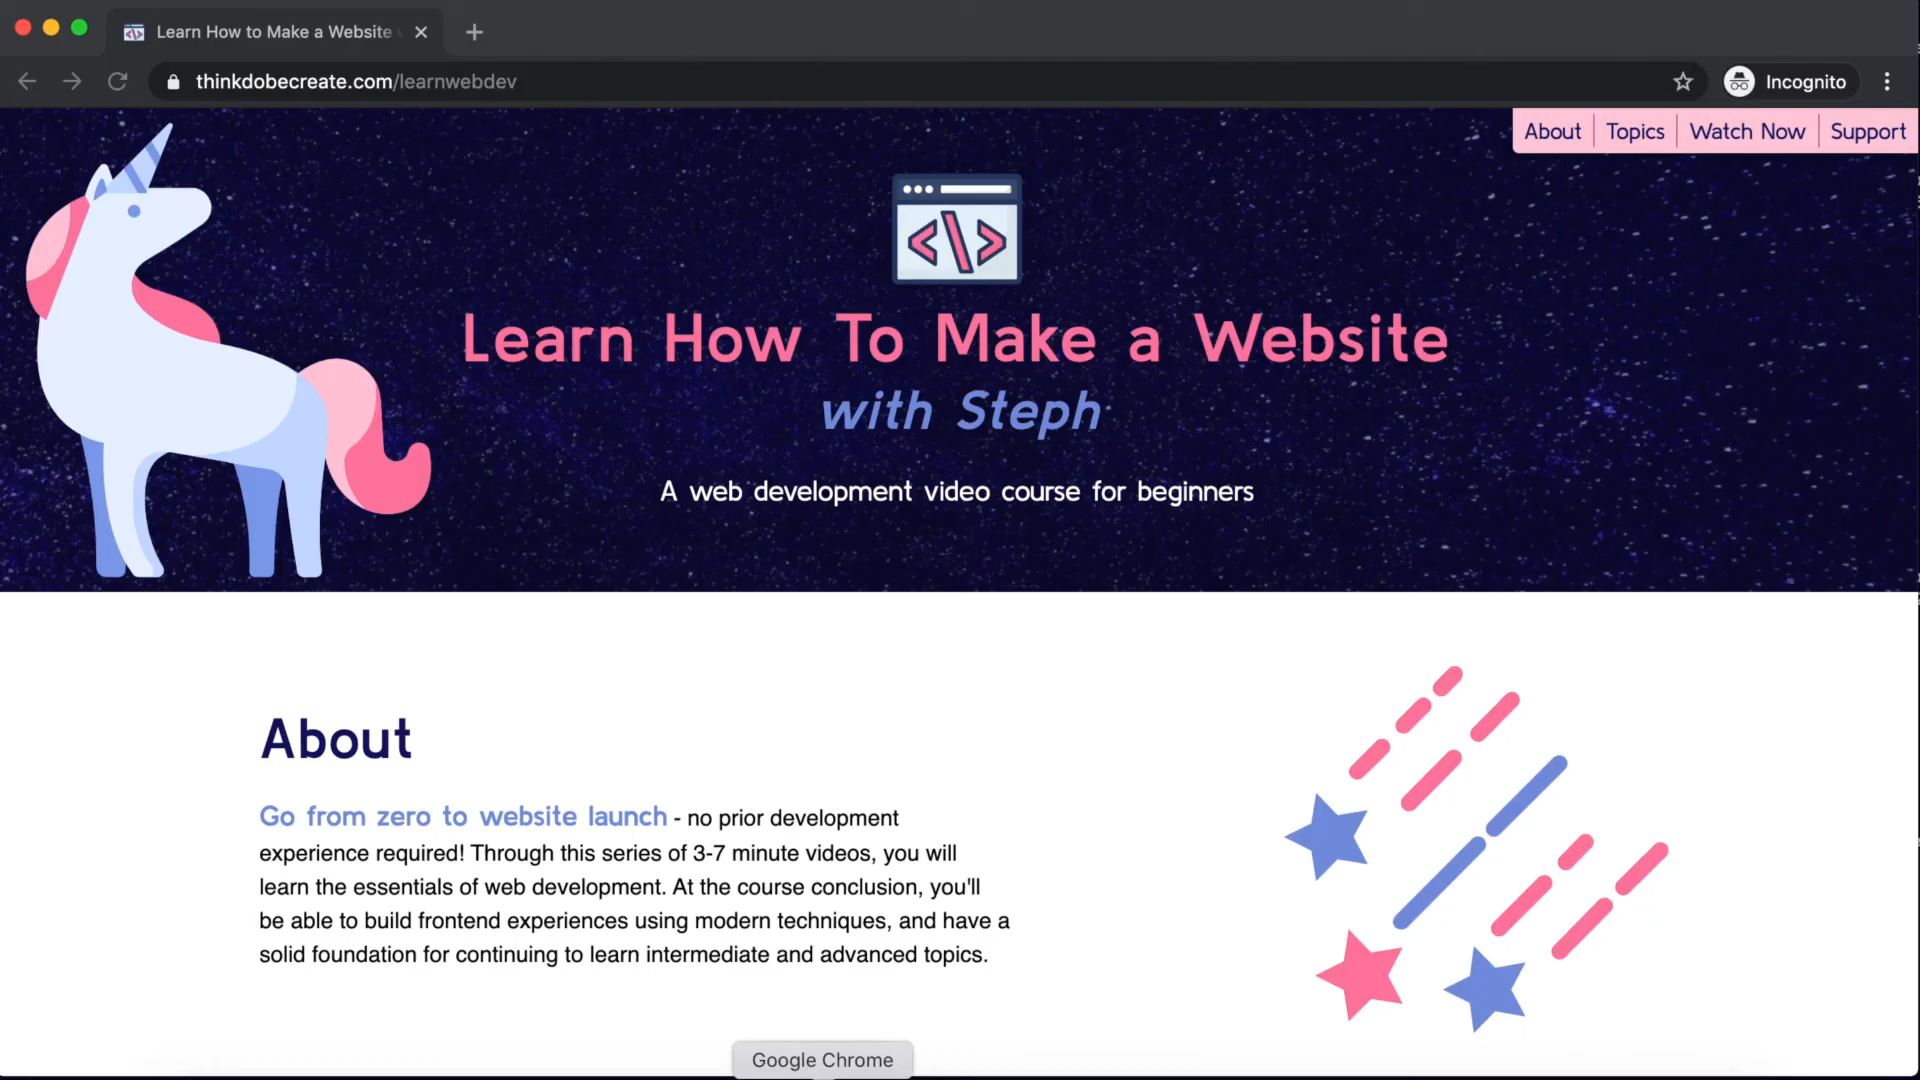 Learn How to Make a Website
thinkdobecreate.com/learnwebdev
Incognito
About
Topics
Watch Now
Support
</>
Learn How To Make a Website
with Steph
A web development video course for beginners
About
Go from zero to website launch - no prior development
experience required! Through this series of 3-7 minute videos, you will
learn the essentials of web development. At the course conclusion, you'll
be able to build frontend experiences using modern techniques, and have a
solid foundation for continuing to learn intermediate and advanced topics.
Google Chrome